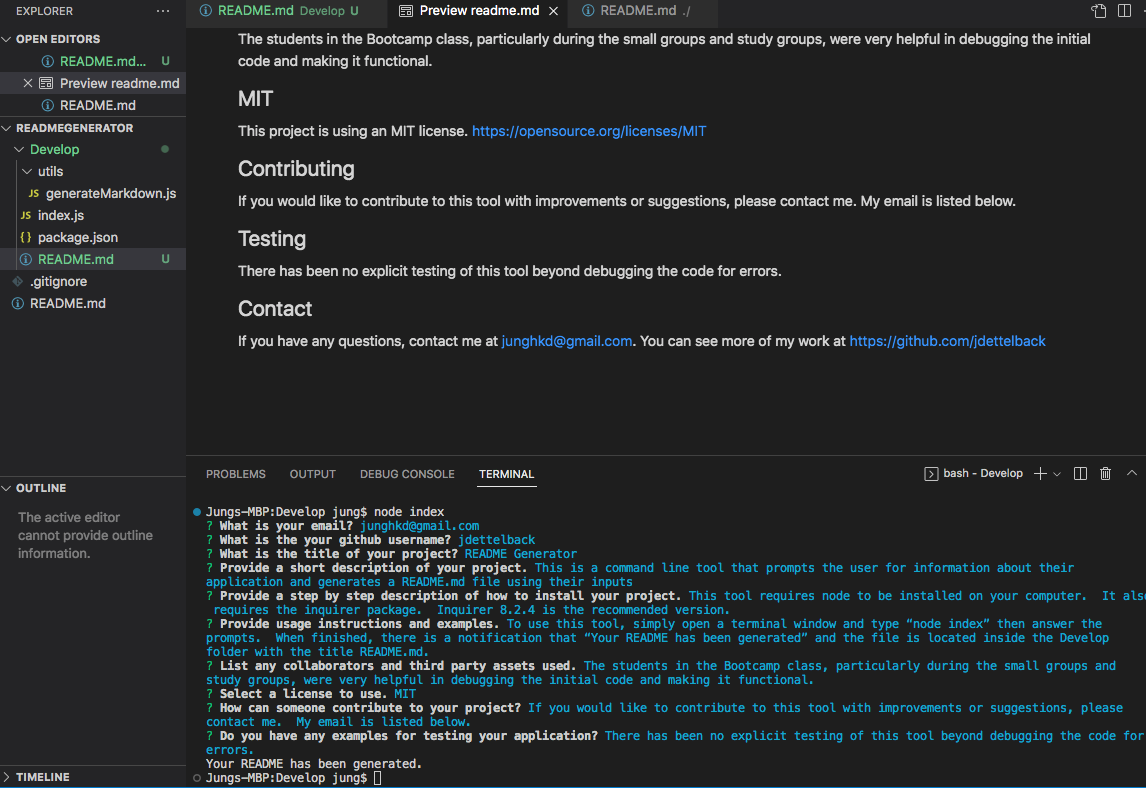 EXPLORER ···
OPEN EDITORS
README.md... U
Preview readme.md
README.md
READMEGENERATOR
Develop
utils
JS generateMarkdown.js
JS index.js
{} package.json
README.md U
.gitignore
README.md
OUTLINE
The active editor
cannot provide outline
information.
TIMELINE
README.md Develop U Preview readme.md README.md ./
The students in the Bootcamp class, particularly during the small groups and study groups, were very helpful in debugging the initial
code and making it functional.
MIT
This project is using an MIT license. https://opensource.org/licenses/MIT
Contributing
If you would like to contribute to this tool with improvements or suggestions, please contact me. My email is listed below.
Testing
There has been no explicit testing of this tool beyond debugging the code for errors.
Contact
If you have any questions, contact me at junghkd@gmail.com. You can see more of my work at https://github.com/jdettelback
PROBLEMS OUTPUT DEBUG CONSOLE TERMINAL bash - Develop
Jungs-MBP:Develop jung$ node index
? What is your email? junghkd@gmail.com
? What is the your github username? jdettelback
? What is the title of your project? README Generator
? Provide a short description of your project. This is a command line tool that prompts the user for information about their
application and generates a README.md file using their inputs
? Provide a step by step description of how to install your project. This tool requires node to be installed on your computer.  It als
requires the inquirer package.  Inquirer 8.2.4 is the recommended version.
? Provide usage instructions and examples. To use this tool, simply open a terminal window and type “node index” then answer the
prompts.  When finished, there is a notification that “Your README has been generated” and the file is located inside the Develop
folder with the title README.md.
? List any collaborators and third party assets used. The students in the Bootcamp class, particularly during the small groups and
study groups, were very helpful in debugging the initial code and making it functional.
? Select a license to use. MIT
? How can someone contribute to your project? If you would like to contribute to this tool with improvements or suggestions, please
contact me.  My email is listed below.
? Do you have any examples for testing your application? There has been no explicit testing of this tool beyond debugging the code for
errors.
Your README has been generated.
Jungs-MBP:Develop jung$